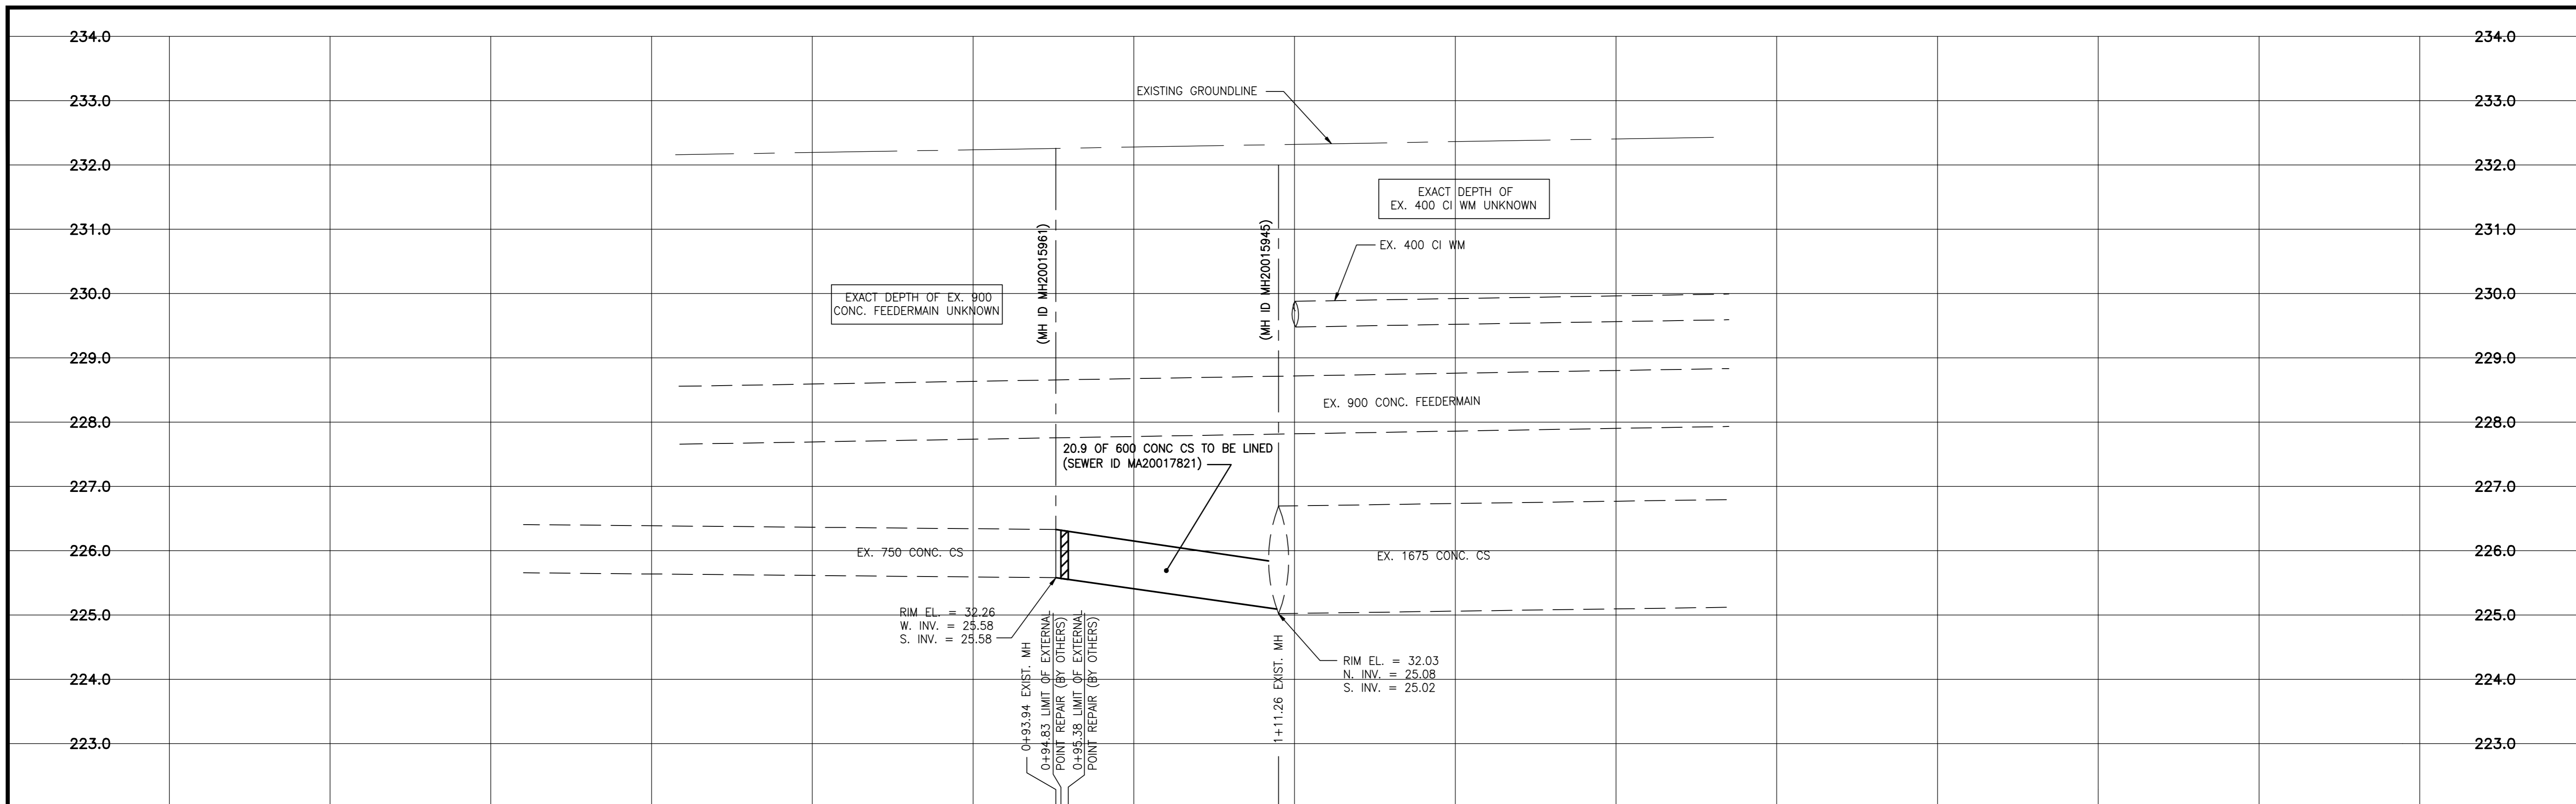 234.0 234.0
EXISTING GROUNDLINE
233.0 233.0
232.0 232.0
EXACT DEPTH OF
EX. 400 CI WM UNKNOWN
231.0 231.0
(MH ID MH20015961)
(MH ID MH20015945)
EX. 400 CI WM
230.0 230.0
EXACT DEPTH OF EX. 900
CONC. FEEDERMAIN UNKNOWN
229.0 229.0
EX. 900 CONC. FEEDERMAIN
228.0 228.0
20.9 OF 600 CONC CS TO BE LINED
(SEWER ID MA20017821)
227.0 227.0
226.0 226.0
EX. 750 CONC. CS
EX. 1675 CONC. CS
225.0 225.0
RIM EL. = 32.26
W. INV. = 25.58
S. INV. = 25.58
0+93.94 EXIST. MH
0+94.83 LIMIT OF EXTERNAL
POINT REPAIR (BY OTHERS)
0+95.38 LIMIT OF EXTERNAL
POINT REPAIR (BY OTHERS)
1+11.26 EXIST. MH
RIM EL. = 32.03
N. INV. = 25.08
S. INV. = 25.02
224.0 224.0
223.0 223.0